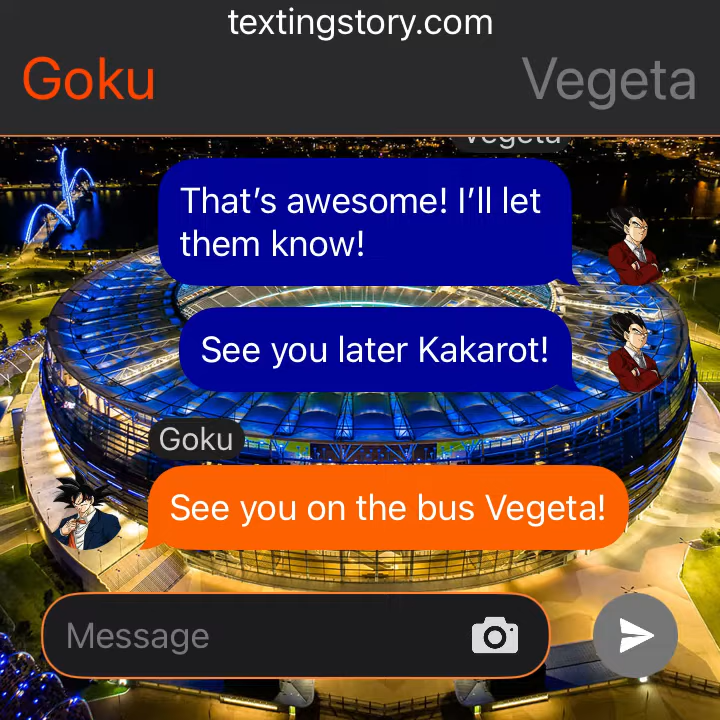 textingstory.com
Goku Vegeta
Vegeta
That’s awesome! I’ll let
them know!
See you later Kakarot!
Goku
See you on the bus Vegeta!
Message